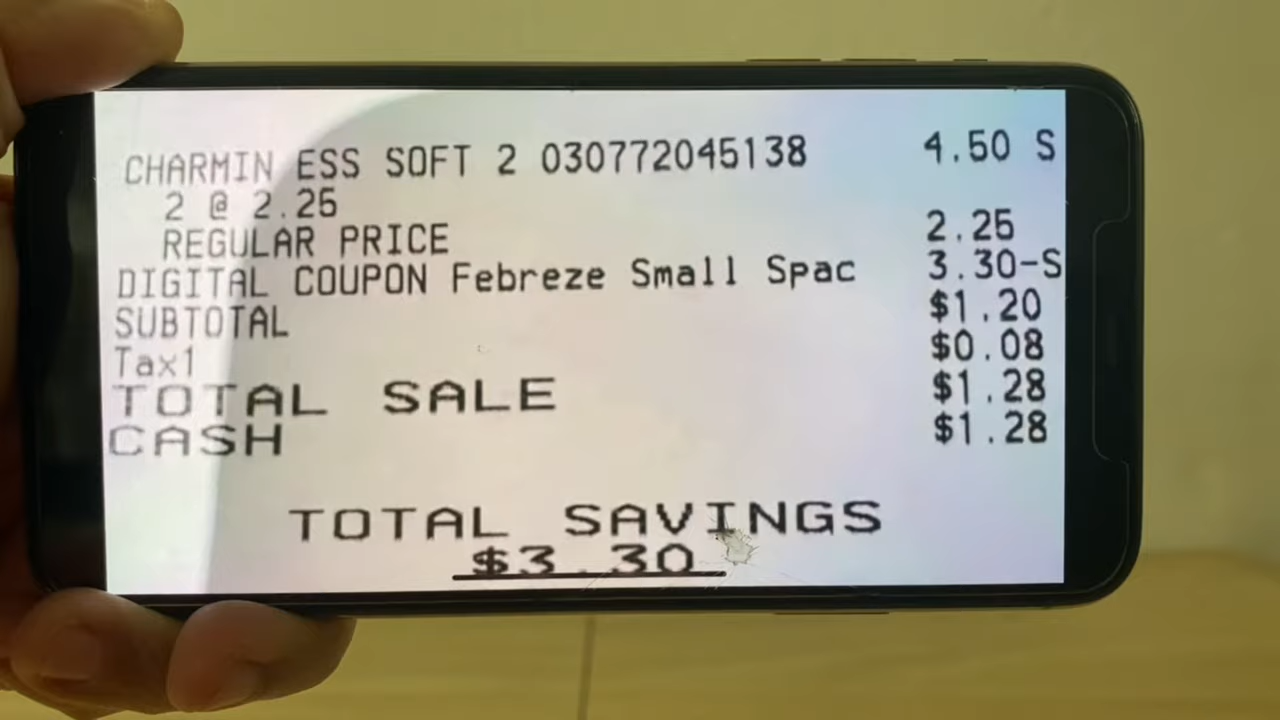 CHARMIN ESS SOFT 2 030772045138 4.50 S
2 @ 2.25
REGULAR PRICE 2.25
DIGITAL COUPON Febreze Small Spac 3.30-S
SUBTOTAL $1.20
Tax1 $0.08
TOTAL SALE $1.28
CASH $1.28
TOTAL SAVINGS
$3.30